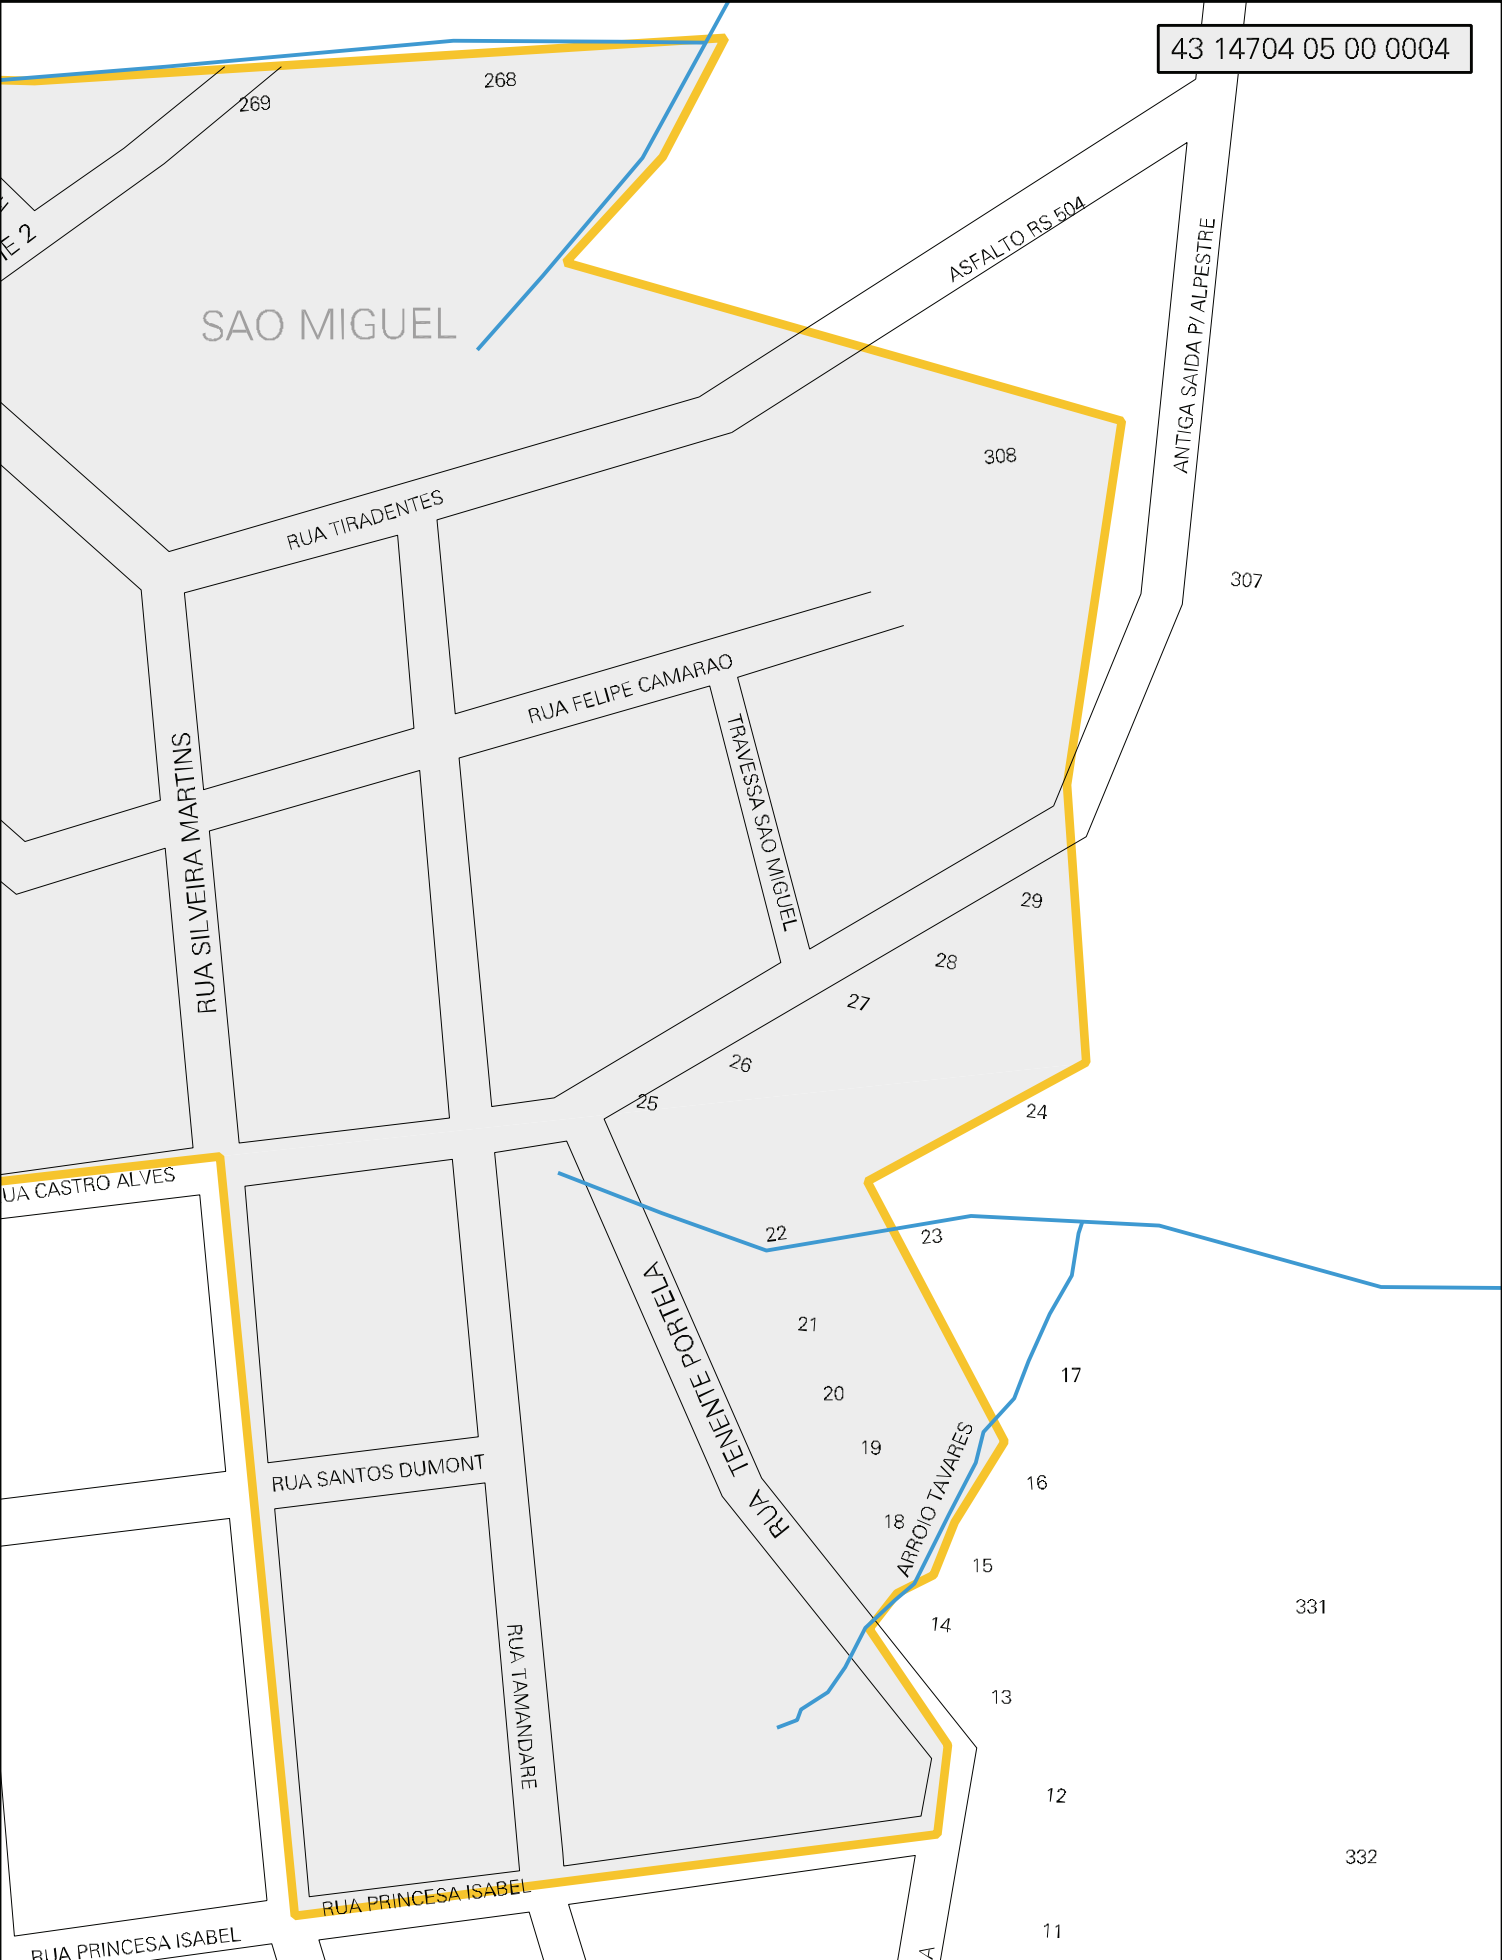 43 14704 05 00 0004
268
269
IE 2
SAO MIGUEL
ASFALTO RS 504
ANTIGA SAIDA P/ ALPESTRE
308
RUA TIRADENTES
307
RUA FELIPE CAMARAO
TRAVESSA SAO MIGUEL
RUA SILVEIRA MARTINS
29
28
27
26
25
24
UA CASTRO ALVES
22
23
RUA TENENTE PORTELA
21
17
20
19
ARROIO TAVARES
RUA SANTOS DUMONT
16
18
15
331
14
RUA TAMANDARE
13
12
332
RUA PRINCESA ISABEL
11
RUA PRINCESA ISABEL
A